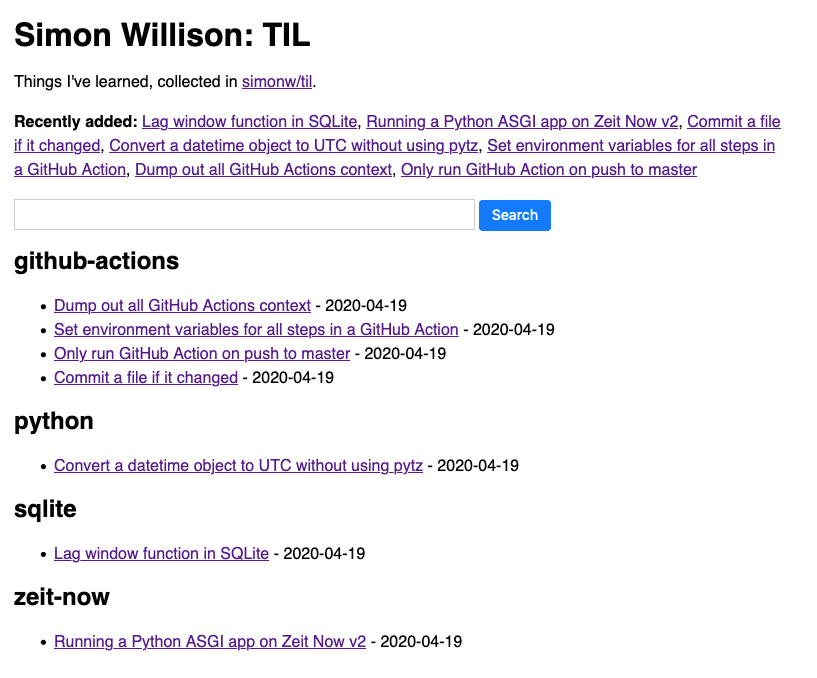 Simon Willison: TIL
Things I've learned, collected in simonw/til.
Recently added: Lag window function in SQLite, Running a Python ASGI app on Zeit Now v2, Commit a file
if it changed, Convert a datetime object to UTC without using pytz, Set environment variables for all steps in
a GitHub Action, Dump out all GitHub Actions context, Only run GitHub Action on push to master
Search
github-actions
• Dump out all GitHub Actions context - 2020-04-19
• Set environment variables for all steps in a GitHub Action - 2020-04-19
• Only run GitHub Action on push to master - 2020-04-19
• Commit a file if it changed - 2020-04-19
python
• Convert a datetime object to UTC without using pytz - 2020-04-19
sqlite
• Lag window function in SQLite - 2020-04-19
zeit-now
• Running a Python ASGI app on Zeit Now v2 - 2020-04-19